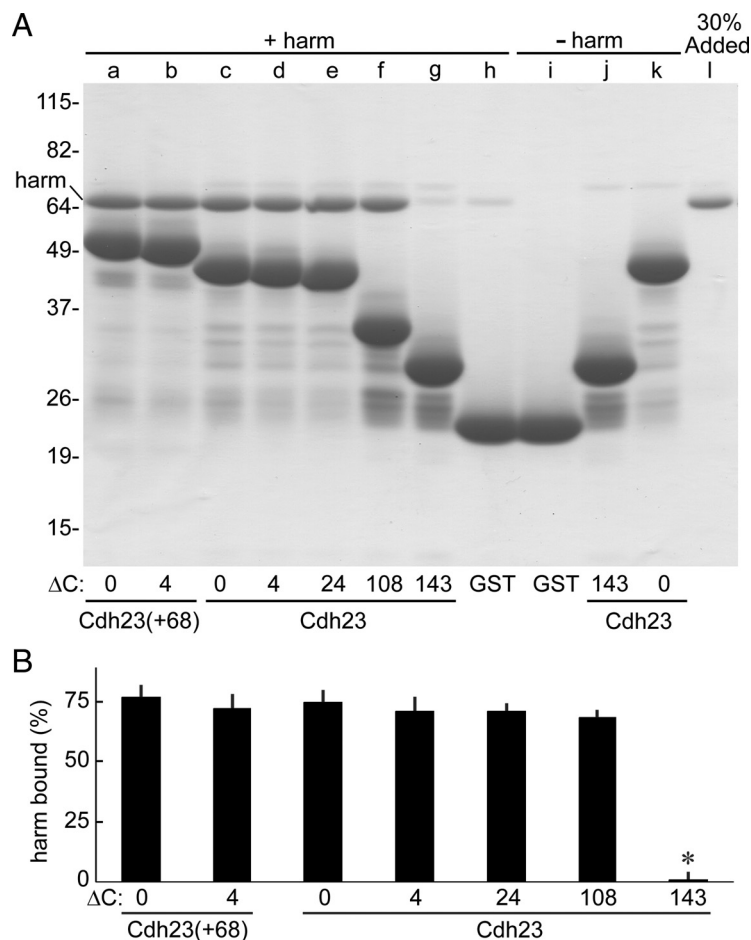 A
+ harm – harm 30% Added
a b c d e f g h i j k l
115-
82-
harm
64-
49-
37-
26-
19-
15-
ΔC: 0 4 0 4 24 108 143 GST GST 143 0
Cdh23(+68) Cdh23 Cdh23
B
harm bound (%)
75
50
25
0
*
ΔC: 0 4 0 4 24 108 143
Cdh23(+68) Cdh23